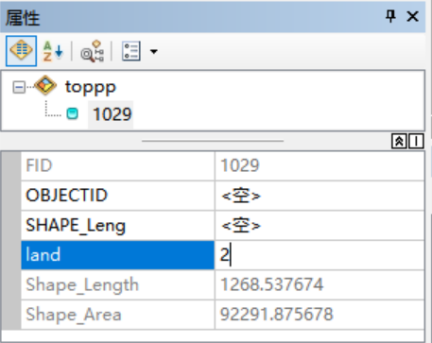 属性
toppp
1029
FID 1029
OBJECTID <空>
SHAPE_Leng <空>
land 2
Shape_Length 1268.537674
Shape_Area 92291.875678